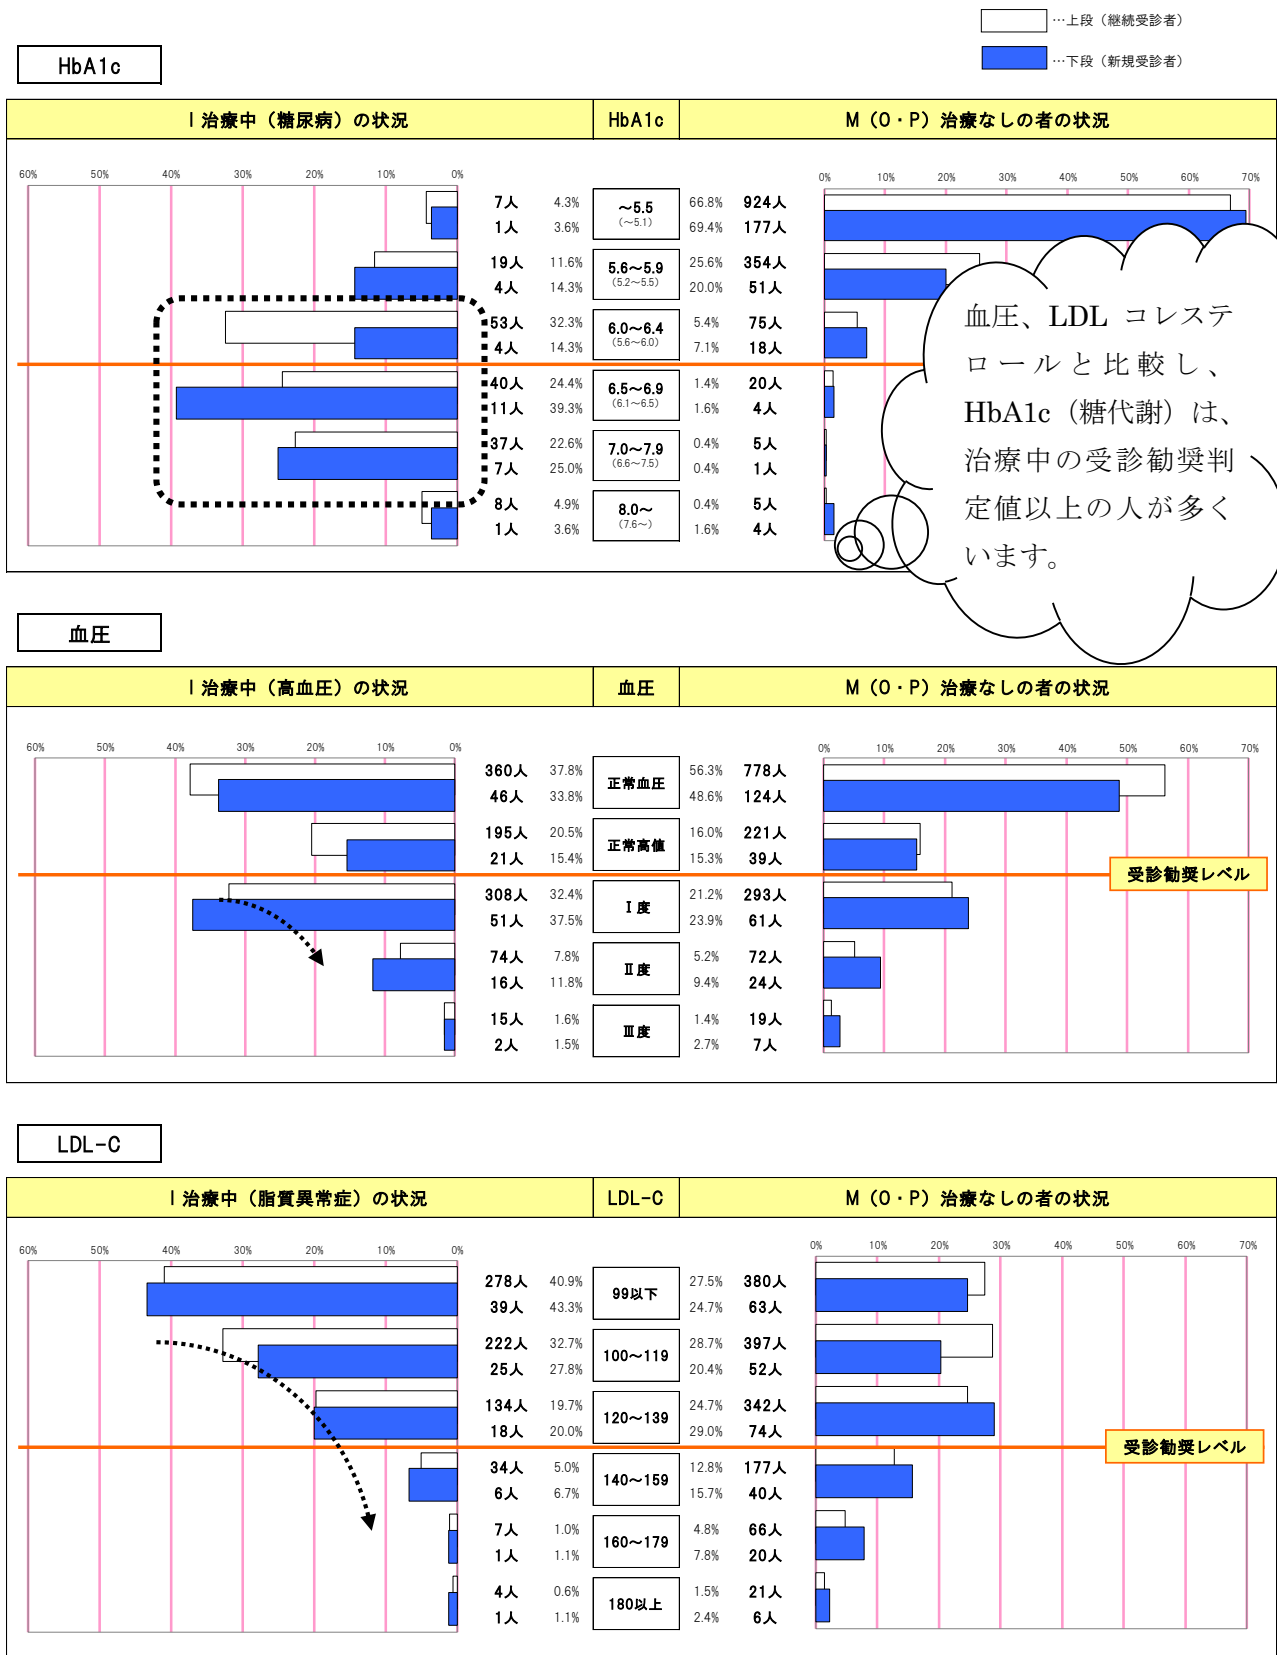 …上段（継続受診者）
…下段（新規受診者）
HbA1c
Ⅰ治療中（糖尿病）の状況 HbA1c M（O・P）治療なしの者の状況
60% 50% 40% 30% 20% 10% 0% 0% 10% 20% 30% 40% 50% 60% 70%
7人 4.3% ～5.5 66.8% 924人
1人 3.6% （～5.1） 69.4% 177人
19人 11.6% 5.6～5.9 25.6% 354人
4人 14.3% （5.2～5.5） 20.0% 51人
53人 32.3% 6.0～6.4 5.4% 75人
4人 14.3% （5.6～6.0） 7.1% 18人
40人 24.4% 6.5～6.9 1.4% 20人
11人 39.3% （6.1～6.5） 1.6% 4人
37人 22.6% 7.0～7.9 0.4% 5人
7人 25.0% （6.6～7.5） 0.4% 1人
8人 4.9% 8.0～ 0.4% 5人
1人 3.6% （7.6～） 1.6% 4人
血圧、LDL コレステ
ロールと比較し、
HbA1c（糖代謝）は、
治療中の受診勧奨判
定値以上の人が多く
います。
血圧
Ⅰ治療中（高血圧）の状況 血圧 M（O・P）治療なしの者の状況
60% 50% 40% 30% 20% 10% 0% 0% 10% 20% 30% 40% 50% 60% 70%
360人 37.8% 正常血圧 56.3% 778人
46人 33.8% 48.6% 124人
195人 20.5% 正常高値 16.0% 221人
21人 15.4% 15.3% 39人
受診勧奨レベル
308人 32.4% Ⅰ度 21.2% 293人
51人 37.5% 23.9% 61人
74人 7.8% Ⅱ度 5.2% 72人
16人 11.8% 9.4% 24人
15人 1.6% Ⅲ度 1.4% 19人
2人 1.5% 2.7% 7人
LDL-C
Ⅰ治療中（脂質異常症）の状況 LDL-C M（O・P）治療なしの者の状況
60% 50% 40% 30% 20% 10% 0% 0% 10% 20% 30% 40% 50% 60% 70%
278人 40.9% 99以下 27.5% 380人
39人 43.3% 24.7% 63人
222人 32.7% 100～119 28.7% 397人
25人 27.8% 20.4% 52人
134人 19.7% 120～139 24.7% 342人
18人 20.0% 29.0% 74人
受診勧奨レベル
34人 5.0% 140～159 12.8% 177人
6人 6.7% 15.7% 40人
7人 1.0% 160～179 4.8% 66人
1人 1.1% 7.8% 20人
4人 0.6% 180以上 1.5% 21人
1人 1.1% 2.4% 6人